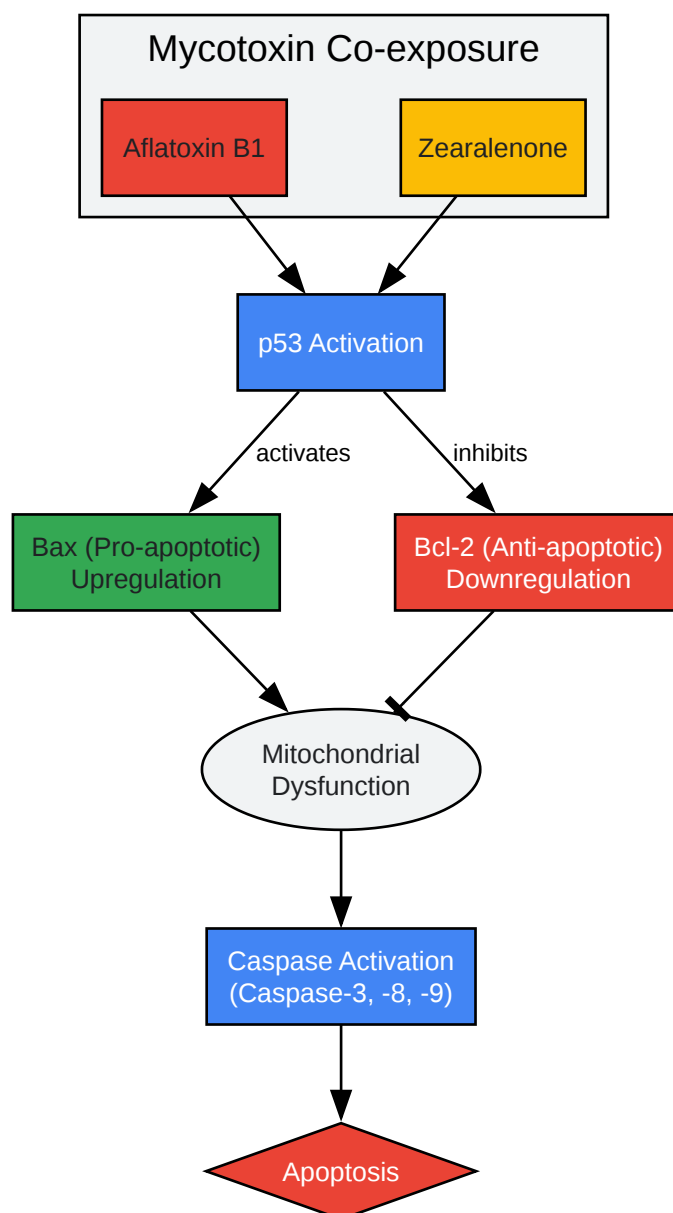 Mycotoxin Co-exposure
Aflatoxin B1
Zearalenone
p53 Activation
activates
inhibits
Bax (Pro-apoptotic)
Upregulation
Bcl-2 (Anti-apoptotic)
Downregulation
Mitochondrial
Dysfunction
Caspase Activation
(Caspase-3, -8, -9)
Apoptosis